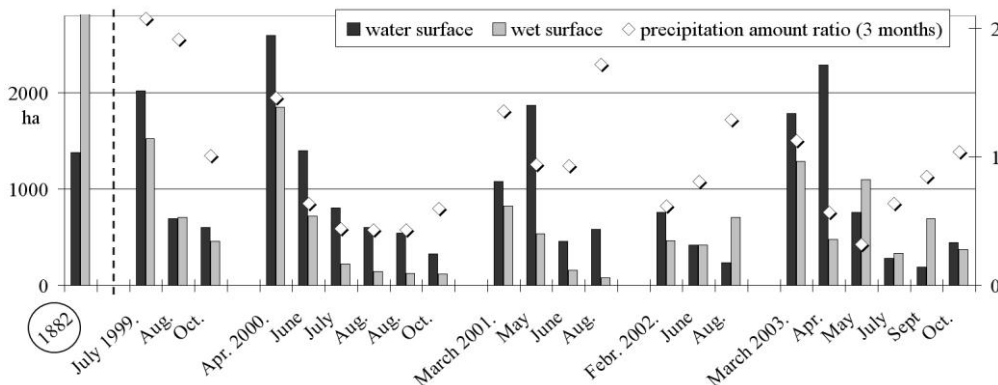 water surface wet surface precipitation amount ratio (3 months)
2
2000
ha
1
1000
0
0
1882
July 1999.
Aug.
Oct.
Apr. 2000.
June
July
Aug.
Aug.
Oct.
March 2001.
May
June
Aug.
Febr. 2002.
June
Aug.
March 2003.
Apr.
May
July
Sept
Oct.